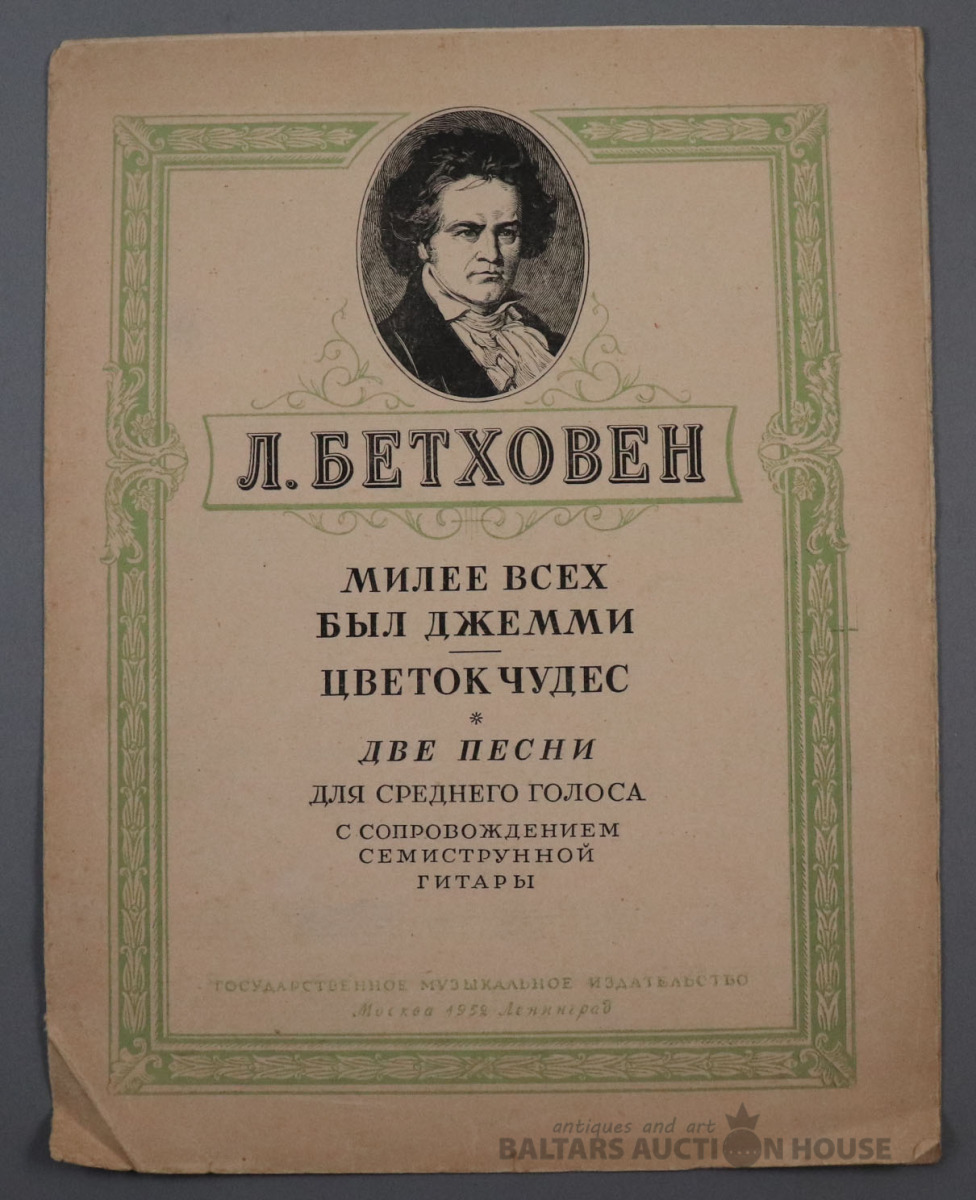 Л. БЕТХОВЕН
МИЛЕЕ ВСЕХ
БЫЛ ДЖЕММИ
ЦВЕТОК ЧУДЕС
*
ДВЕ ПЕСНИ
ДЛЯ СРЕДНЕГО ГОЛОСА
С СОПРОВОЖДЕНИЕМ
СЕМИСТРУННОЙ
ГИТАРЫ
ГОСУДАРСТВЕННОЕ МУЗЫКАЛЬНОЕ ИЗДАТЕЛЬСТВО
Москва 1952 Ленинград
antiques and art
BALTARS AUCTION HOUSE